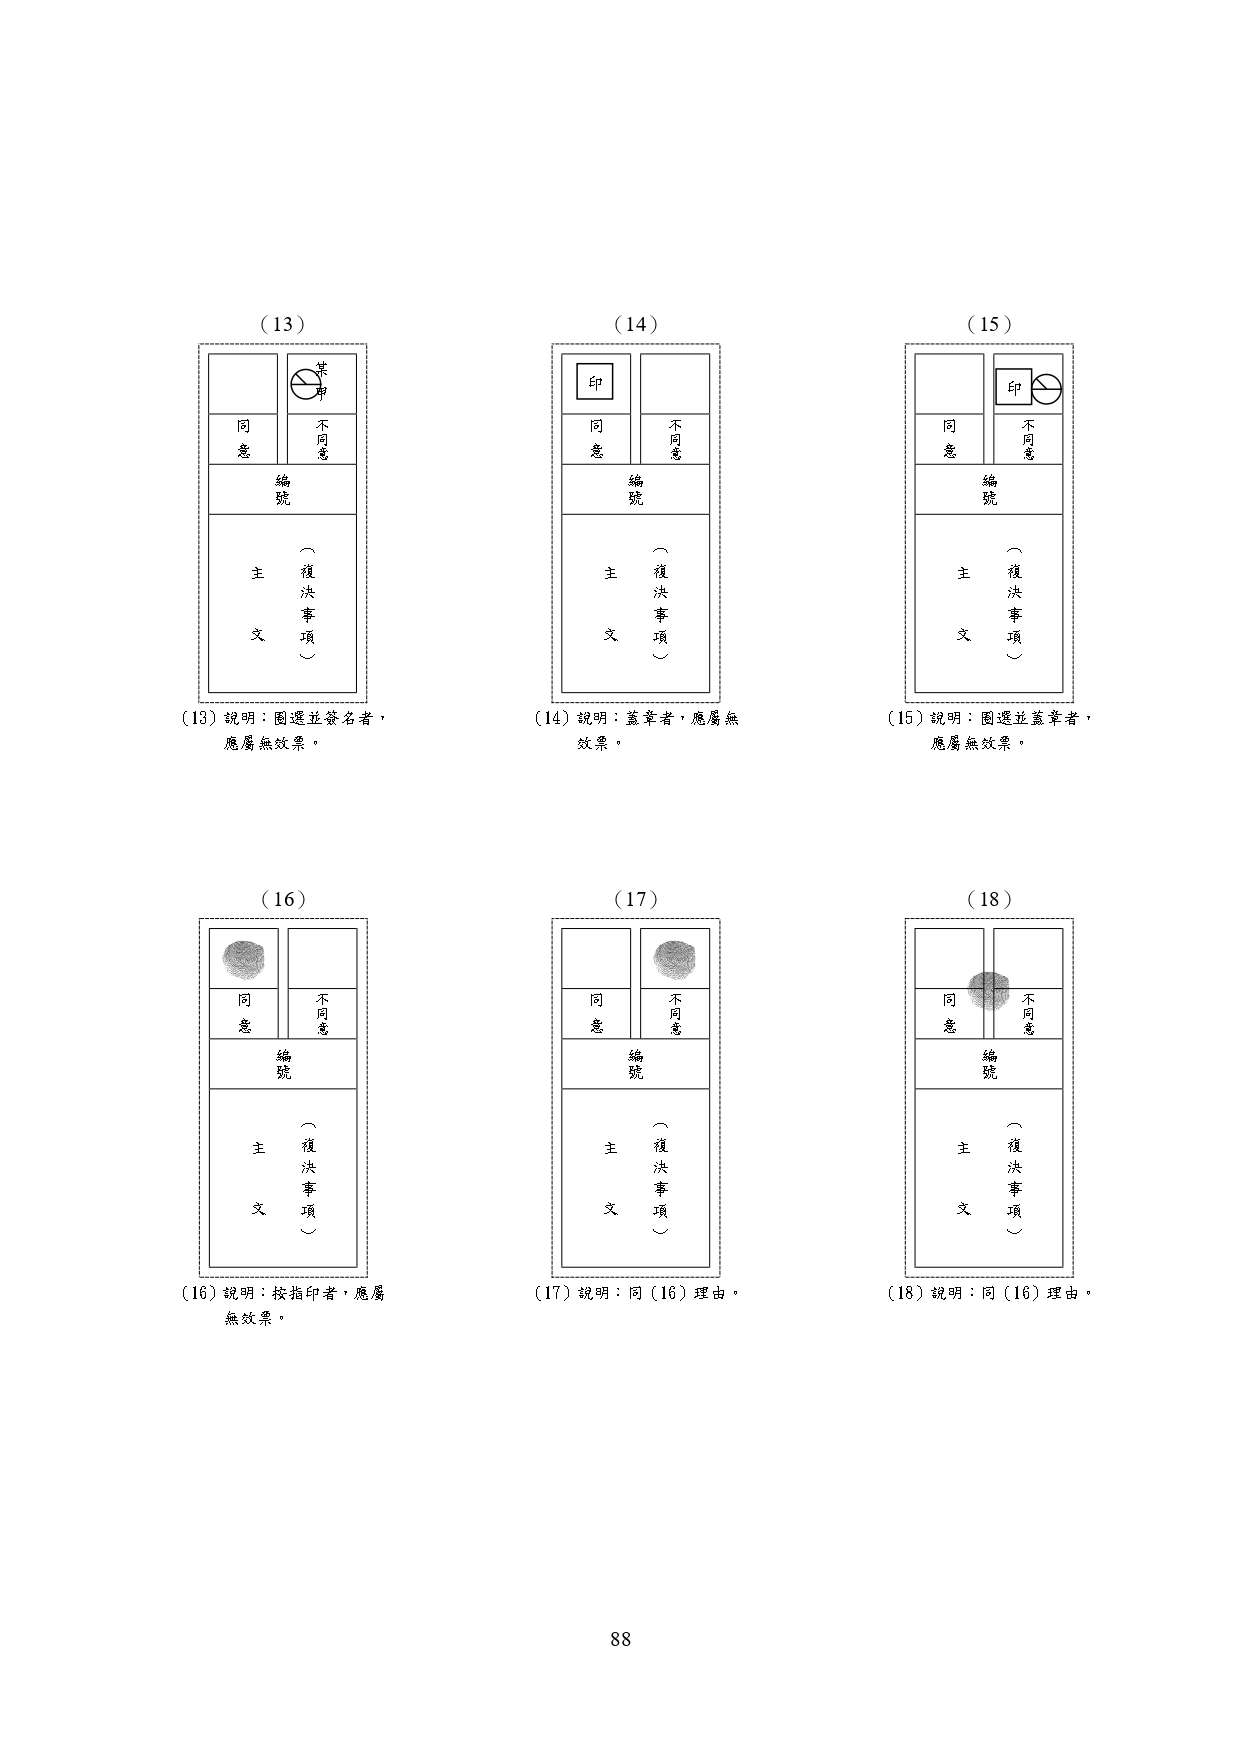 （13）
某甲
同意
不同意
編號
主文
（複決事項）
（13）說明：圈選並簽名者，
應屬無效票。
（14）
印
同意
不同意
編號
主文
（複決事項）
（14）說明：蓋章者，應屬無
效票。
（15）
印
同意
不同意
編號
主文
（複決事項）
（15）說明：圈選並蓋章者，
應屬無效票。
（16）
同意
不同意
編號
主文
（複決事項）
（16）說明：按指印者，應屬
無效票。
（17）
同意
不同意
編號
主文
（複決事項）
（17）說明：同（16）理由。
（18）
同意
不同意
編號
主文
（複決事項）
（18）說明：同（16）理由。
88